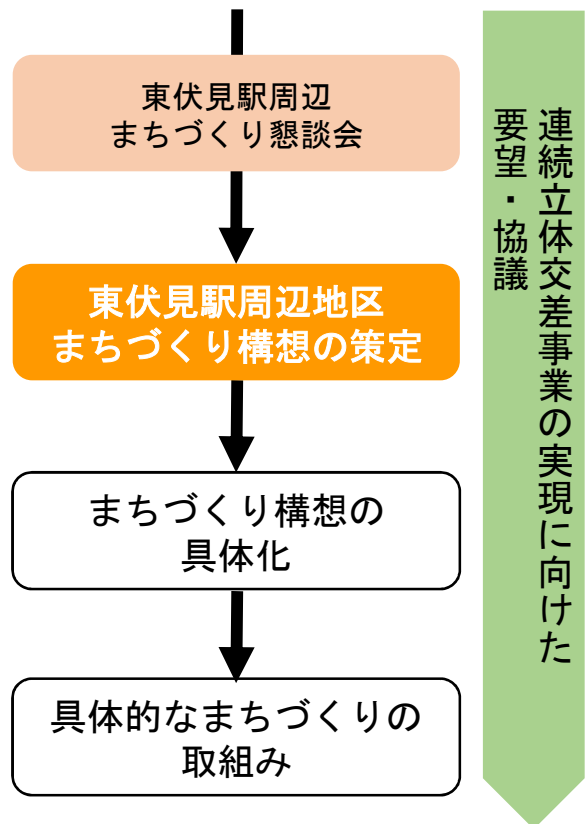 東伏見駅周辺
まちづくり懇談会
東伏見駅周辺地区
まちづくり構想の策定
まちづくり構想の
具体化
具体的なまちづくりの
取組み
連続立体交差事業の実現に向けた
要望・協議